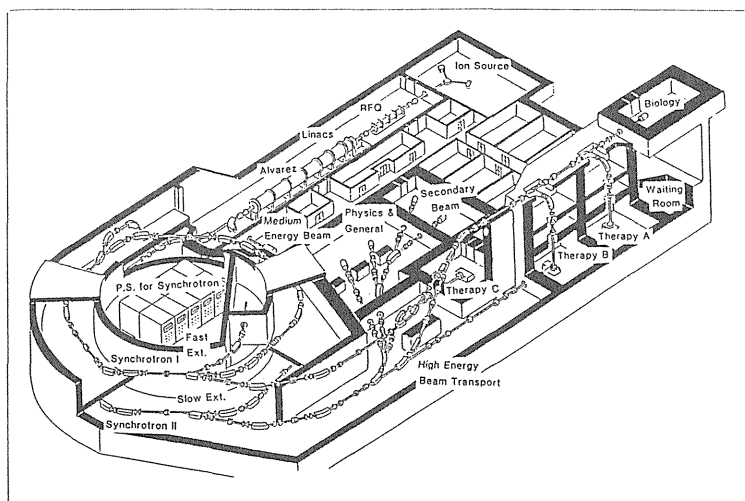 Ion Source
RFQ
Biology
Linacs
Alvarez
Secondary
Beam
Waiting
Room
Medium
Energy Beam
Physics &
General
Therapy A
Therapy B
P.S. for Synchrotron
Therapy C
Fast
Ext.
Synchrotron I
High Energy
Beam Transport
Slow Ext.
Synchrotron II